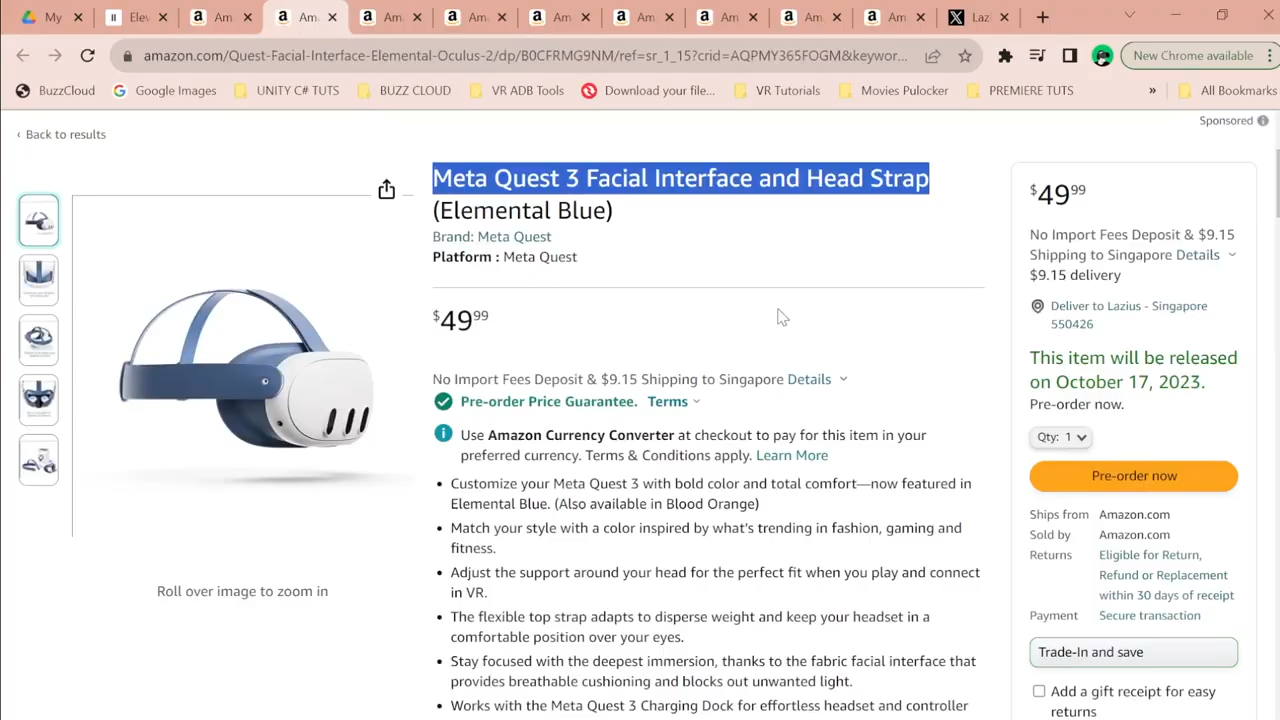 My
Elev
Am
Am
Am
Am
Am
Am
Am
Am
Am
Laz
amazon.com/Quest-Facial-Interface-Elemental-Oculus-2/dp/B0CFRMG9NM/ref=sr_1_15?crid=AQPMY365FOGM&keywor...
New Chrome available
BuzzCloud
Google Images
UNITY C# TUTS
BUZZ CLOUD
VR ADB Tools
Download your file...
VR Tutorials
Movies Pulocker
PREMIERE TUTS
»
All Bookmarks
Sponsored
‹ Back to results
Meta Quest 3 Facial Interface and Head Strap
(Elemental Blue)
Brand: Meta Quest
Platform : Meta Quest
$4999
No Import Fees Deposit & $9.15 Shipping to Singapore Details
Pre-order Price Guarantee. Terms
Use Amazon Currency Converter at checkout to pay for this item in your
preferred currency. Terms & Conditions apply. Learn More
• Customize your Meta Quest 3 with bold color and total comfort—now featured in
Elemental Blue. (Also available in Blood Orange)
• Match your style with a color inspired by what's trending in fashion, gaming and
fitness.
• Adjust the support around your head for the perfect fit when you play and connect
in VR.
• The flexible top strap adapts to disperse weight and keep your headset in a
comfortable position over your eyes.
• Stay focused with the deepest immersion, thanks to the fabric facial interface that
provides breathable cushioning and blocks out unwanted light.
• Works with the Meta Quest 3 Charging Dock for effortless headset and controller
Roll over image to zoom in
$4999
No Import Fees Deposit & $9.15
Shipping to Singapore Details
$9.15 delivery
Deliver to Lazius - Singapore
550426
This item will be released
on October 17, 2023.
Pre-order now.
Qty: 1
Pre-order now
Ships from Amazon.com
Sold by Amazon.com
Returns Eligible for Return,
Refund or Replacement
within 30 days of receipt
Payment Secure transaction
Trade-In and save
Add a gift receipt for easy
returns